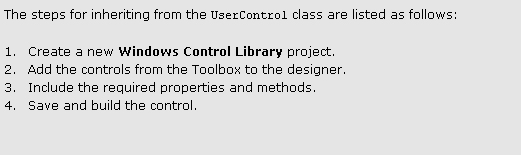 The steps for inheriting from the UserControl class are listed as follows:
1. Create a new Windows Control Library project.
2. Add the controls from the Toolbox to the designer.
3. Include the required properties and methods.
4. Save and build the control.